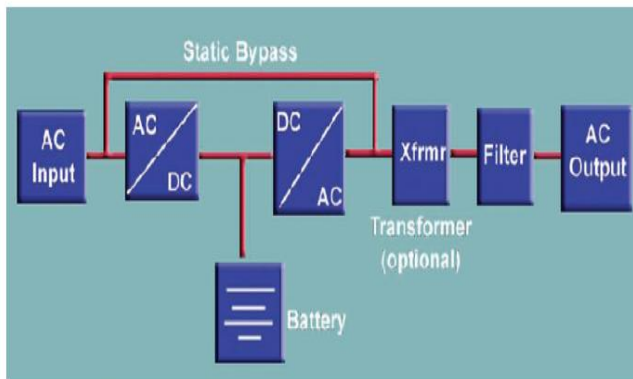 Static Bypass
AC
Input
AC
DC
DC
AC
Xfrmr
Filter
AC
Output
Transformer
(optional)
Battery